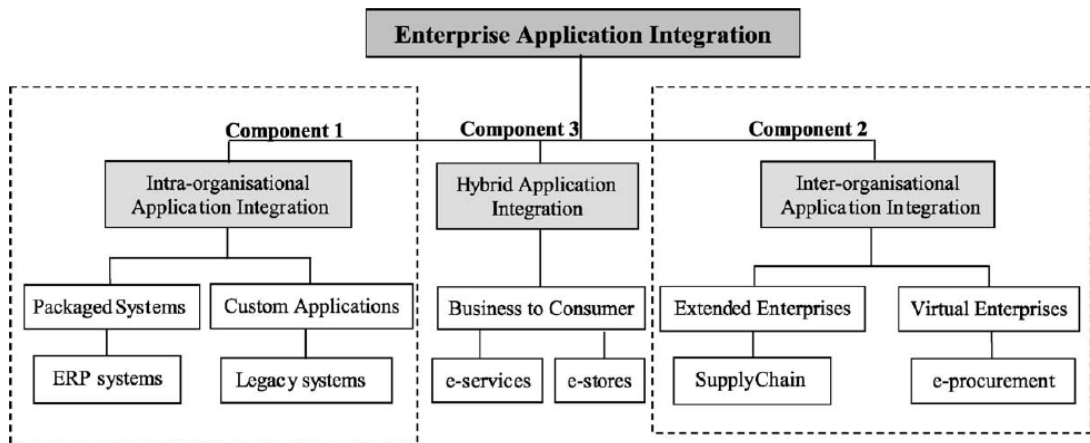 Enterprise Application Integration
Component 1
Component 3
Component 2
Intra-organisational
Application Integration
Hybrid Application
Integration
Inter-organisational
Application Integration
Packaged Systems
Custom Applications
Business to Consumer
Extended Enterprises
Virtual Enterprises
ERP systems
Legacy systems
e-services
e-stores
SupplyChain
e-procurement